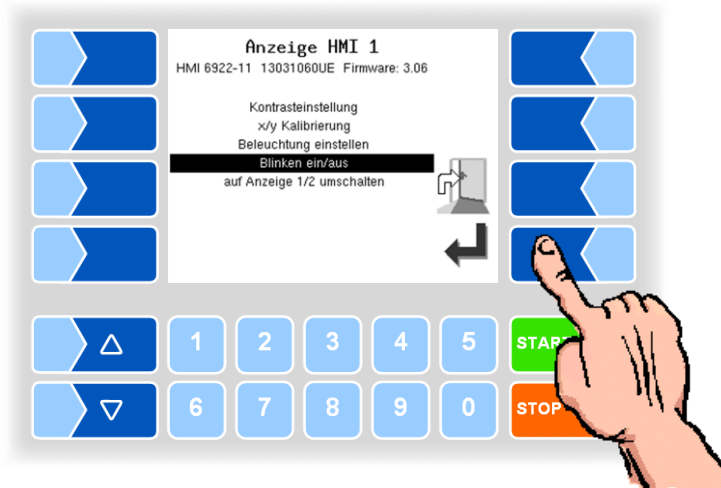 Anzeige HMI 1
HMI 6922-11 13031060UE Firmware: 3.06
Kontrasteinstellung
x/y Kalibrierung
Beleuchtung einstellen
Blinken ein/aus
auf Anzeige 1/2 umschalten
1 2 3 4 5 START
6 7 8 9 0 STOP